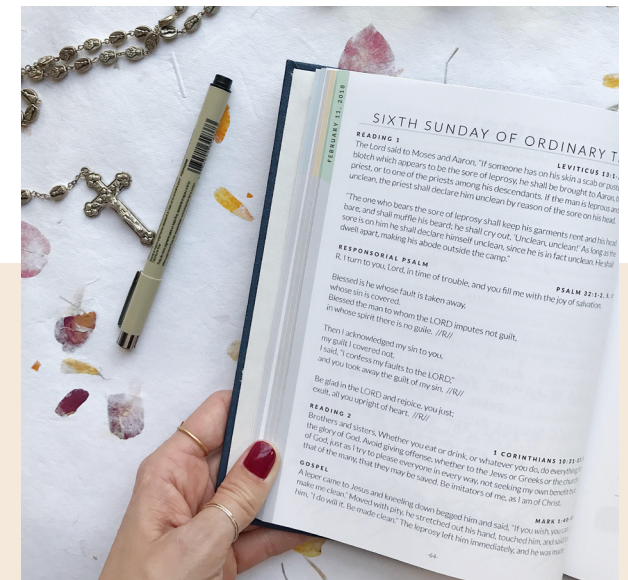 FEBRUARY 11, 2018
SIXTH SUNDAY OF ORDINARY T
READING 1
LEVITICUS 13:1-
The Lord said to Moses and Aaron, "If someone has on his skin a scab or pust
blotch which appears to be the sore of leprosy, he shall be brought to Aaron, t
priest, or to one of the priests among his descendants. If the man is leprous an
unclean, the priest shall declare him unclean by reason of the sore on his head.
"The one who bears the sore of leprosy shall keep his garments rent and his head
bare, and shall muffle his beard; he shall cry out, 'Unclean, unclean!' As long as the
sore is on him he shall declare himself unclean, since he is in fact unclean. He shall
dwell apart, making his abode outside the camp."
RESPONSORIAL PSALM
PSALM 32:1-2, 5,
R. I turn to you, Lord, in time of trouble, and you fill me with the joy of salvation.
Blessed is he whose fault is taken away,
whose sin is covered.
Blessed the man to whom the LORD imputes not guilt,
in whose spirit there is no guile. //R//
Then I acknowledged my sin to you,
my guilt I covered not.
I said, "I confess my faults to the LORD,"
and you took away the guilt of my sin. //R//
Be glad in the LORD and rejoice, you just;
exult, all you upright of heart. //R//
READING 2
1 CORINTHIANS 10:31-
Brothers and sisters, Whether you eat or drink, or whatever you do, do everything
the glory of God. Avoid giving offense, whether to the Jews or Greeks or the church
of God, just as I try to please everyone in every way, not seeking my own benefit but
that of the many, that they may be saved. Be imitators of me, as I am of Christ.
GOSPEL
MARK 1:40-
A leper came to Jesus and kneeling down begged him and said, "If you wish, you can
make me clean." Moved with pity, he stretched out his hand, touched him, and said
him, "I do will it. Be made clean." The leprosy left him immediately, and he was made
64